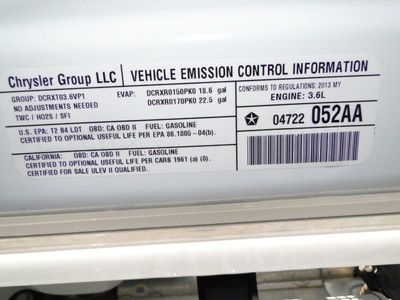 Chrysler Group LLC
VEHICLE EMISSION CONTROL INFORMATION
GROUP: DCRXT03.6VP1
NO ADJUSTMENTS NEEDED
TWC / HO2S / SFI
EVAP: DCRXR0150PK0 18.6 gal
DCRXR0170PK0 22.5 gal
CONFORMS TO REGULATIONS: 2013 MY
ENGINE: 3.6L
04722 052AA
U.S. EPA: T2 B4 LDT OBD: CA OBD II FUEL: GASOLINE
CERTIFIED TO OPTIONAL USEFUL LIFE PER EPA 86.1805-04(b).
CALIFORNIA: OBD: CA OBD II FUEL: GASOLINE
CERTIFIED TO OPTIONAL USEFUL LIFE PER CARB 1961 (a) (8).
CERTIFIED FOR SALE ULEV II QUALIFIED.